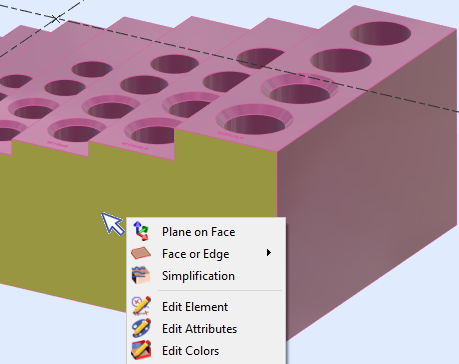 Plane on Face
Face or Edge
Simplification
Edit Element
Edit Attributes
Edit Colors